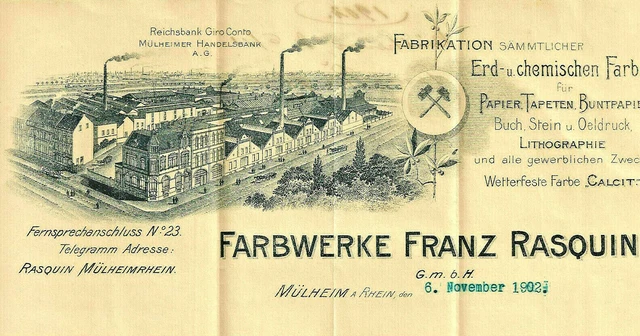 Reichsbank Giro Conto
MÜLHEIMER HANDELSBANK
A.G.
FABRIKATION SÄMMTLICHER
Erd- u. chemischen Farb
für
PAPIER, TAPETEN, BUNTPAPI
Buch, Stein u. Oeldruck,
LITHOGRAPHIE
und alle gewerblichen Zwec
Wetterfeste Farbe „CALCIT
Fernsprechanschluss No 23.
Telegramm Adresse:
RASQUIN MÜLHEIMRHEIN.
FARBWERKE FRANZ RASQUIN
G.m.b.H.
MÜLHEIM A RHEIN, den 6. November 1902.